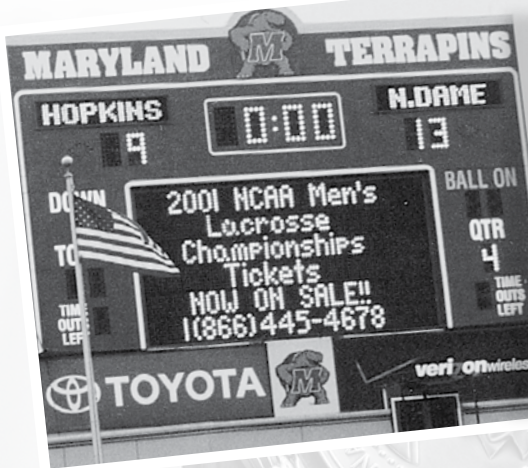 MARYLAND TERRAPINS
M
HOPKINS 0:00 N.DAME
9 13
DOWN BALL ON
TO QTR
4
2001 NCAA Men's
Lacrosse
Championships
Tickets
NOW ON SALE!!
1(866)445-4678
TIME
OUTS
LEFT
TIME
OUTS
LEFT
TOYOTA M verizonwireless